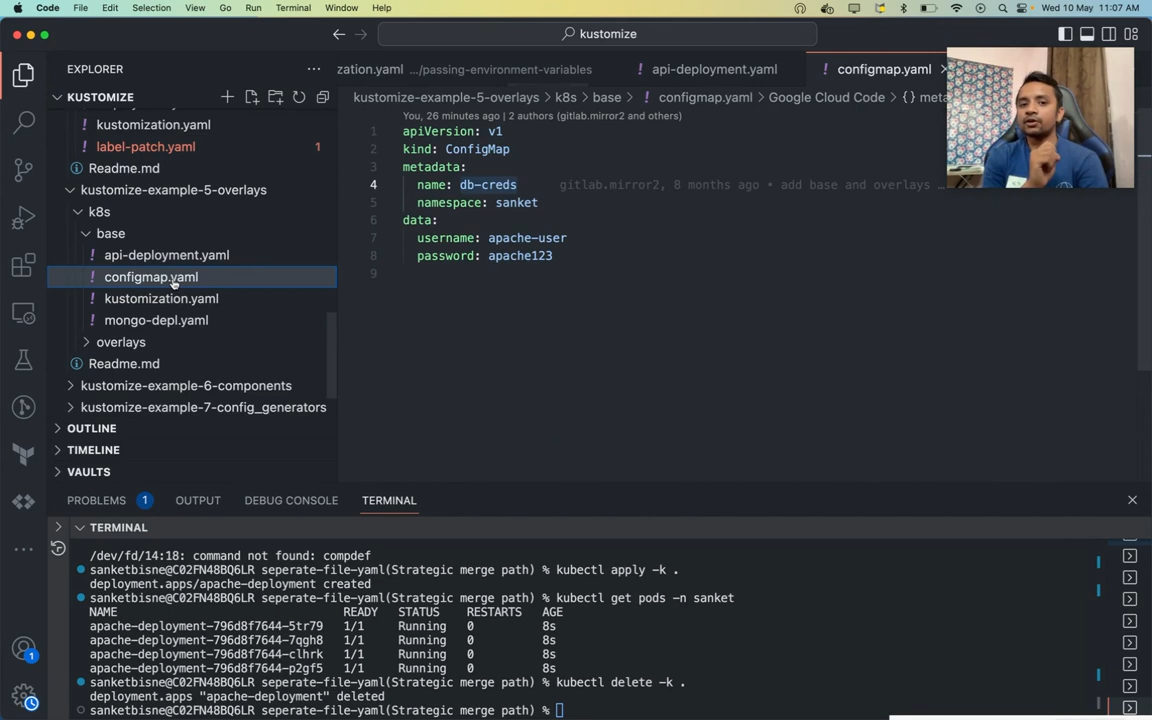 Code File Edit Selection View Go Run Terminal Window Help
Wed 10 May 11:07 AM
kustomize
EXPLORER
KUSTOMIZE
kustomization.yaml
label-patch.yaml 1
Readme.md
kustomize-example-5-overlays
k8s
base
api-deployment.yaml
configmap.yaml
kustomization.yaml
mongo-depl.yaml
overlays
Readme.md
kustomize-example-6-components
kustomize-example-7-config_generators
OUTLINE
TIMELINE
VAULTS
1
zation.yaml .../passing-environment-variables
api-deployment.yaml
configmap.yaml
kustomize-example-5-overlays > k8s > base > configmap.yaml > Google Cloud Code > {} meta
You, 26 minutes ago | 2 authors (gitlab.mirror2 and others)
1 apiVersion: v1
2 kind: ConfigMap
3 metadata:
4 name: db-creds gitlab.mirror2, 8 months ago • add base and overlays ...
5 namespace: sanket
6 data:
7 username: apache-user
8 password: apache123
9
PROBLEMS 1 OUTPUT DEBUG CONSOLE TERMINAL
TERMINAL
/dev/fd/14:18: command not found: compdef
sanketbisne@C02FN48BQ6LR seperate-file-yaml(Strategic merge path) % kubectl apply -k .
deployment.apps/apache-deployment created
sanketbisne@C02FN48BQ6LR seperate-file-yaml(Strategic merge path) % kubectl get pods -n sanket
NAME READY STATUS RESTARTS AGE
apache-deployment-796d8f7644-5tr79 1/1 Running 0 8s
apache-deployment-796d8f7644-7qgh8 1/1 Running 0 8s
apache-deployment-796d8f7644-clhrk 1/1 Running 0 8s
apache-deployment-796d8f7644-p2gf5 1/1 Running 0 8s
sanketbisne@C02FN48BQ6LR seperate-file-yaml(Strategic merge path) % kubectl delete -k .
deployment.apps "apache-deployment" deleted
sanketbisne@C02FN48BQ6LR seperate-file-yaml(Strategic merge path) %